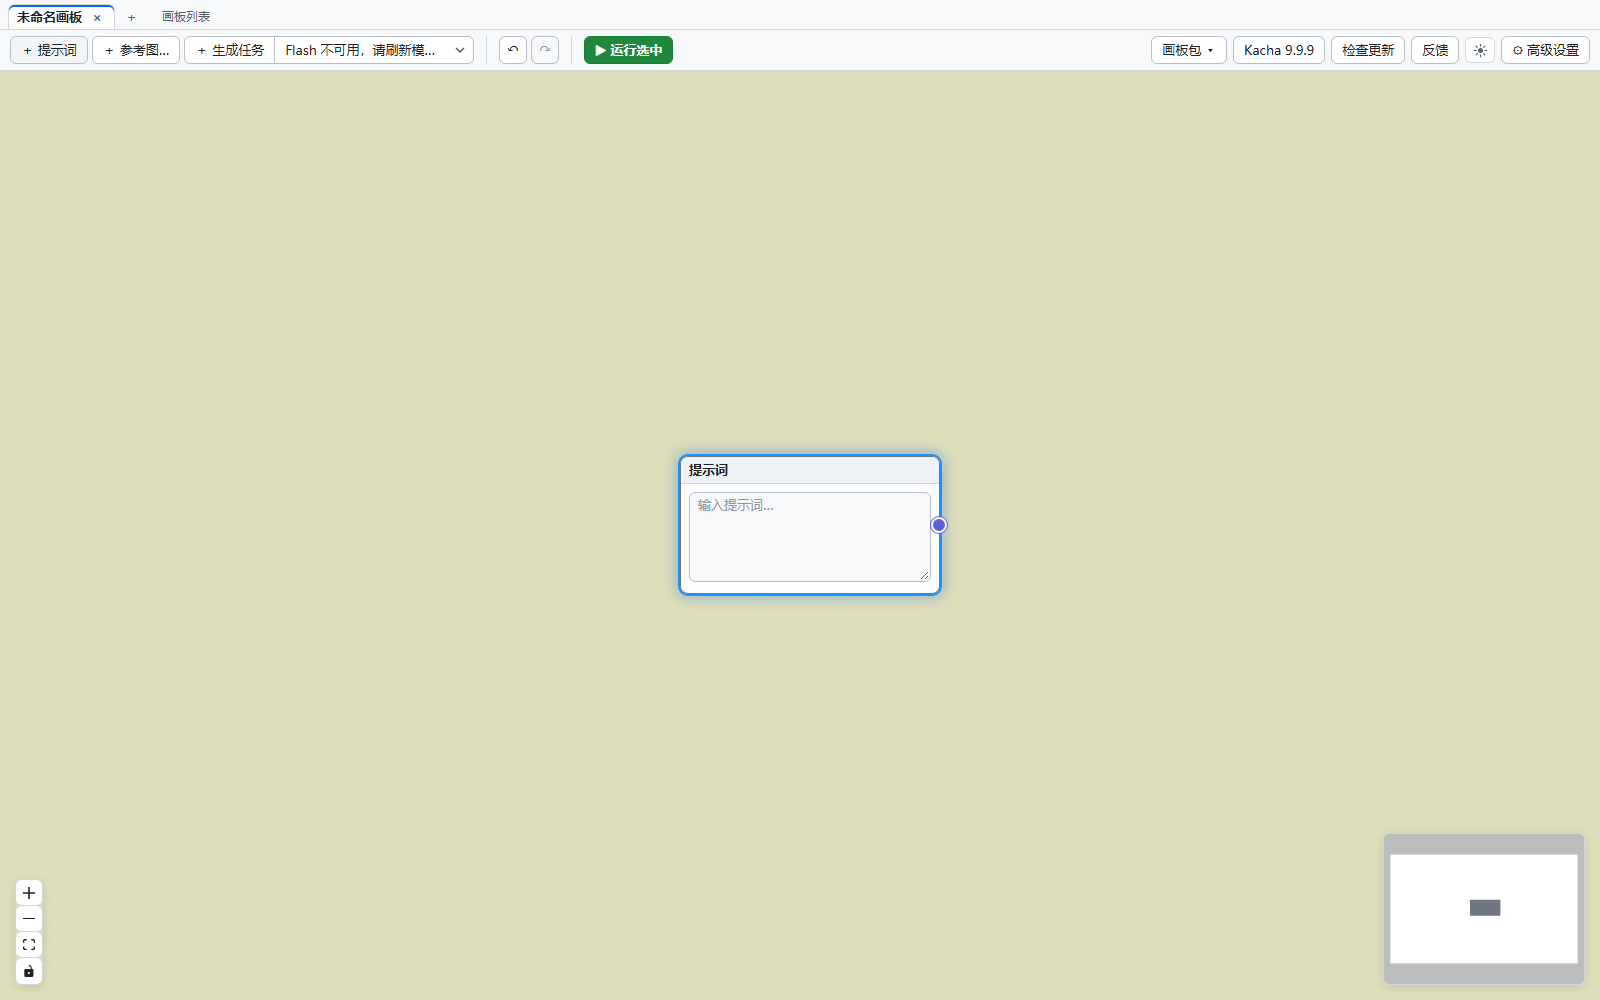 未命名画板 × + 画板列表
+ 提示词 + 参考图... + 生成任务 Flash 不可用，请刷新模... 运行选中 画板包 Kacha 9.9.9 检查更新 反馈 高级设置
提示词
输入提示词...